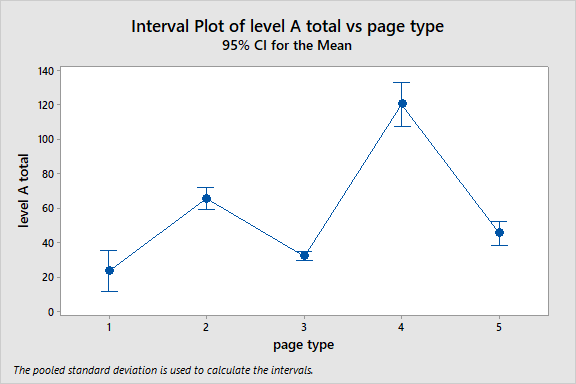 Interval Plot of level A total vs page type
95% CI for the Mean
140
120
100
80
60
40
20
0
level A total
1 2 3 4 5
page type
The pooled standard deviation is used to calculate the intervals.